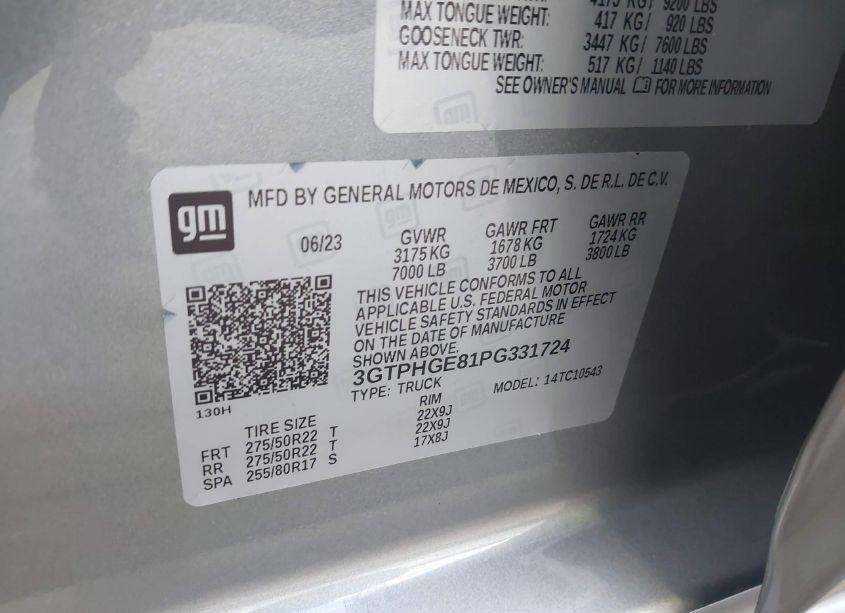 9200 LBS
MAX TONGUE WEIGHT: 417 KG/ 920 LBS
GOOSENECK TWR: 3447 KG/ 7600 LBS
MAX TONGUE WEIGHT: 517 KG/ 1140 LBS
SEE OWNER'S MANUAL FOR MORE INFORMATION
gm
MFD BY GENERAL MOTORS DE MEXICO, S. DE R.L. DE C.V.
06/23 GVWR GAWR FRT GAWR RR
3175 KG 1678 KG 1724 KG
7000 LB 3700 LB 3800 LB
THIS VEHICLE CONFORMS TO ALL
APPLICABLE U.S. FEDERAL MOTOR
VEHICLE SAFETY STANDARDS IN EFFECT
ON THE DATE OF MANUFACTURE
SHOWN ABOVE.
3GTPHGE81PG331724
TYPE: TRUCK MODEL: 14TC10543
130H
TIRE SIZE RIM
FRT 275/50R22 T 22X9J
RR 275/50R22 T 22X9J
SPA 255/80R17 S 17X8J